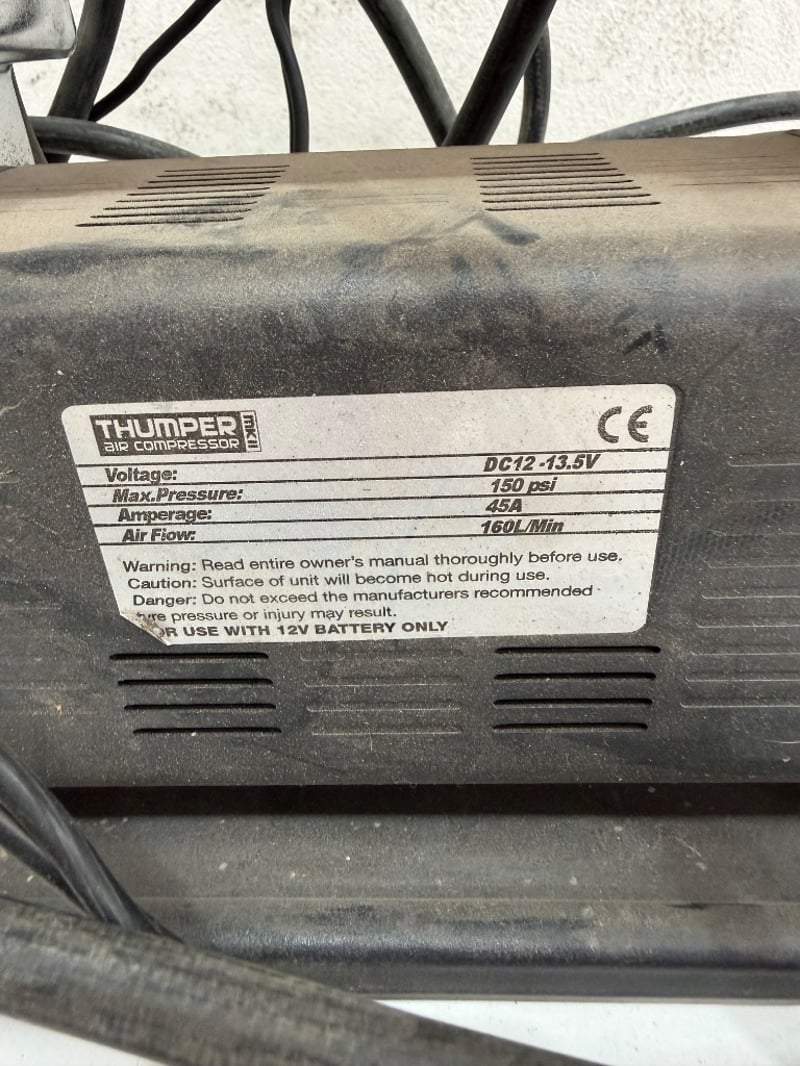 THUMPER MKII
AIR COMPRESSOR
CE
Voltage: DC12-13.5V
Max.Pressure: 150 psi
Amperage: 45A
Air Flow: 160L/Min
Warning: Read entire owner's manual thoroughly before use.
Caution: Surface of unit will become hot during use.
Danger: Do not exceed the manufacturers recommended
tyre pressure or injury may result.
OR USE WITH 12V BATTERY ONLY